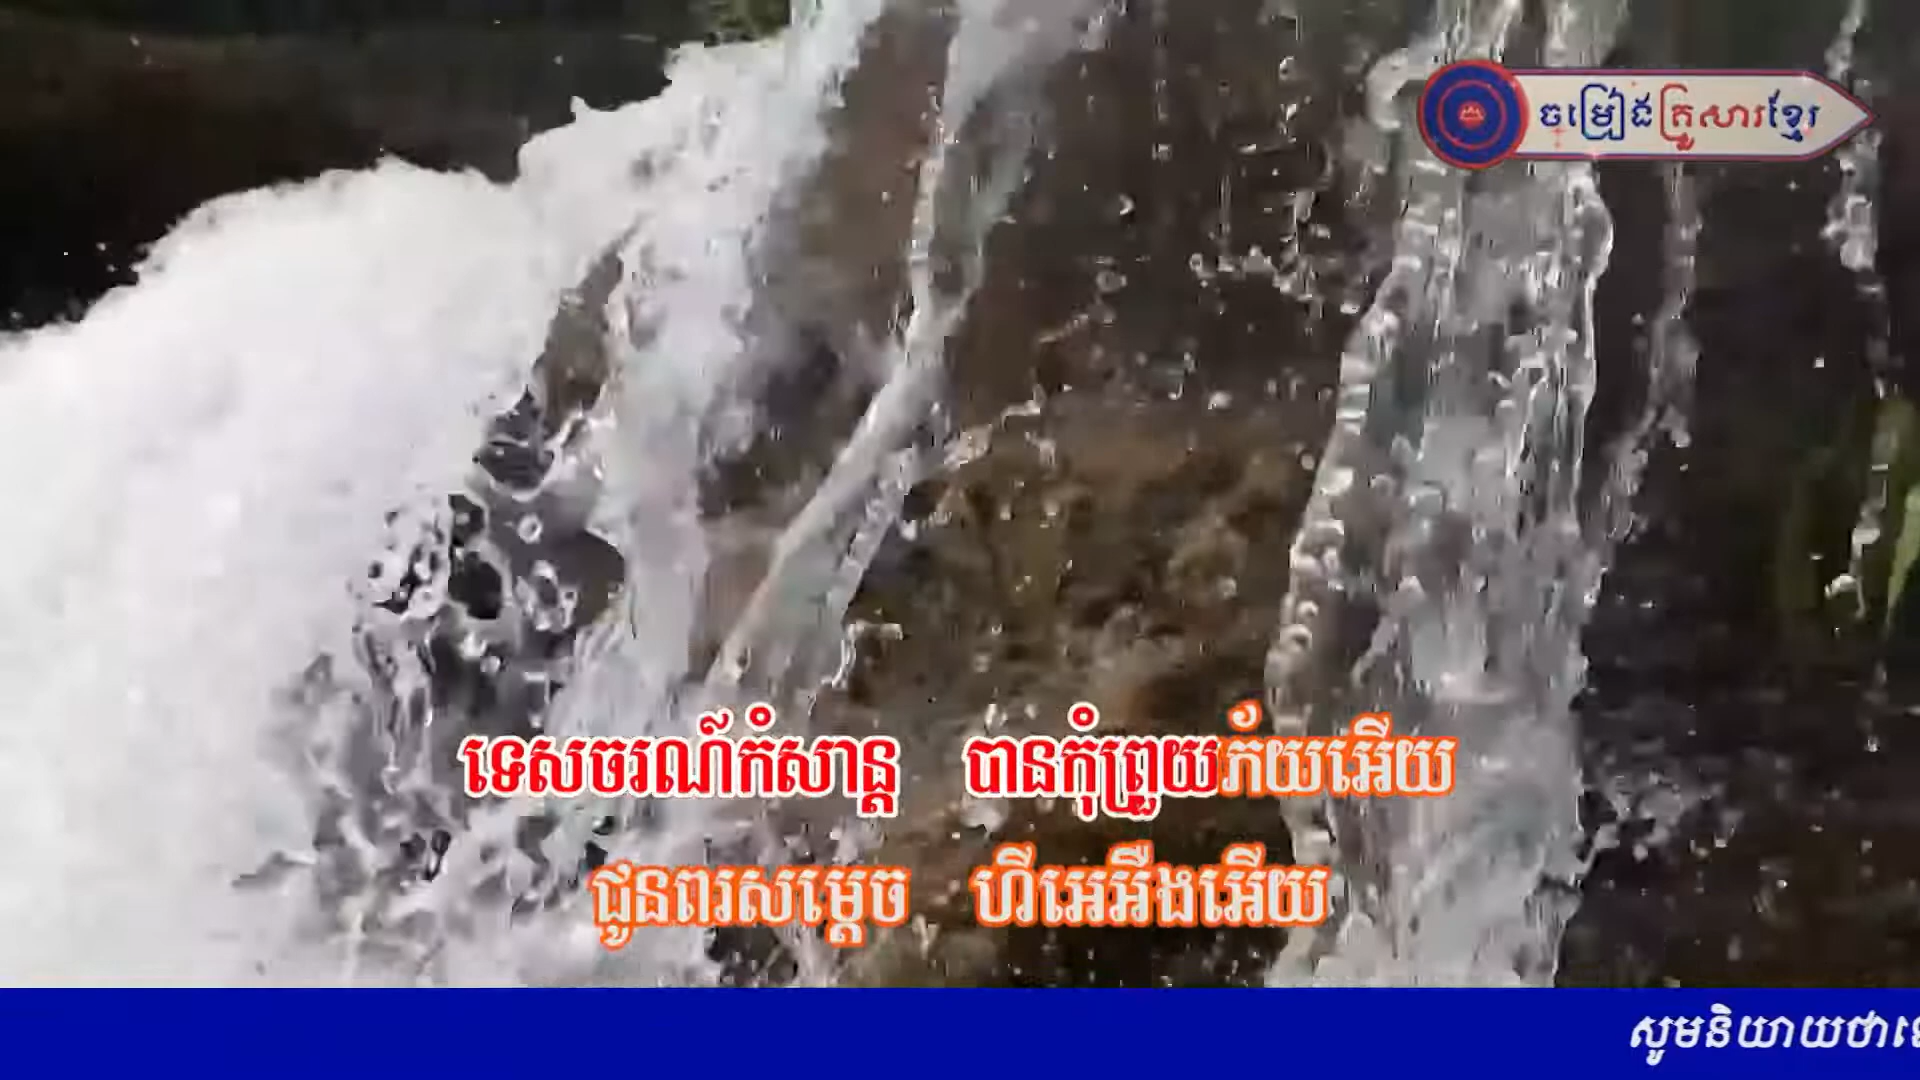 ចម្រៀងគ្រួសារខ្មែរ
ទេសចរណ៍កំសាន្ត បានកុំព្រួយភ័យអើយ
ជូនពរសម្ដេច ហឺអេអឺងអើយ
សូមនិយាយថាទេ